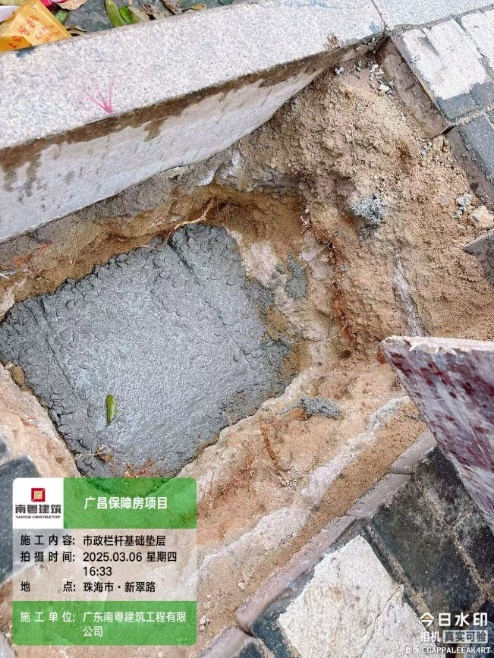 南粤建筑
广昌保障房项目
施工内容: 市政栏杆基础垫层
拍摄时间: 2025.03.06 星期四
16:33
地点: 珠海市·新翠路
施工单位: 广东南粤建筑工程有限
公司
今日水印
相机 真实可验
防伪 CGAPPALEEAK4RT